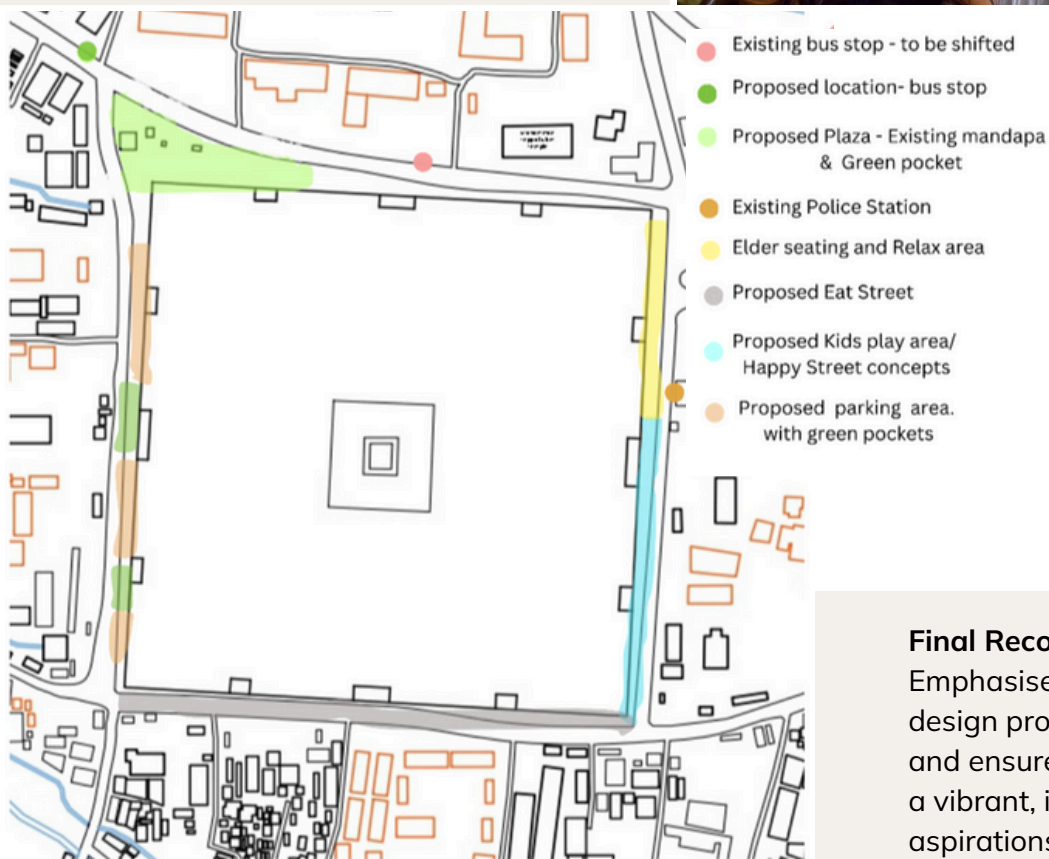 Existing bus stop - to be shifted
Proposed location- bus stop
Proposed Plaza - Existing mandapa
& Green pocket
Existing Police Station
Elder seating and Relax area
Proposed Eat Street
Proposed Kids play area/
Happy Street concepts
Proposed parking area.
with green pockets
Final Reco
Emphasise
design pro
and ensure
a vibrant, i
aspirations